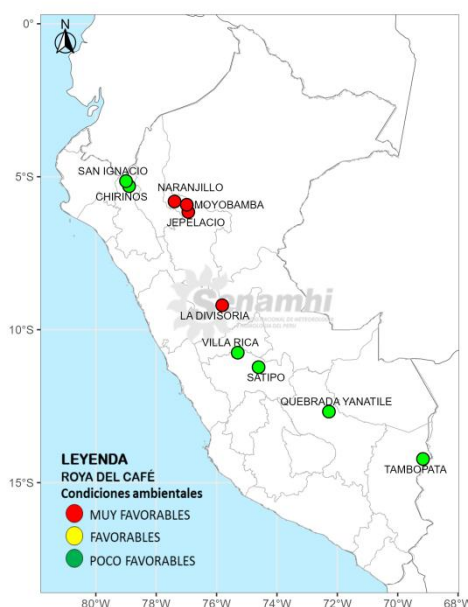 N
0°
SAN IGNACIO
CHIRINOS
NARANJILLO
MOYOBAMBA
JEPELACIO
5°S
Senamhi
LA DIVISORIA
10°S
VILLA RICA
SATIPO
QUEBRADA YANATILE
TAMBOPATA
LEYENDA
ROYA DEL CAFÉ
Condiciones ambientales
MUY FAVORABLES
FAVORABLES
POCO FAVORABLES
15°S
80°W 78°W 76°W 74°W 72°W 70°W 68°W